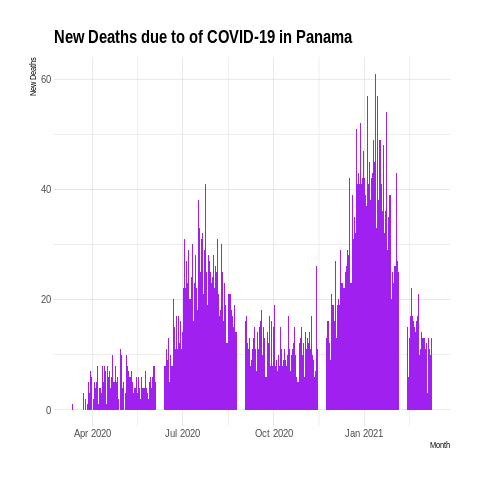 New Deaths due to of COVID-19 in Panama
New Deaths
60
40
20
0
Apr 2020 Jul 2020 Oct 2020 Jan 2021
Month